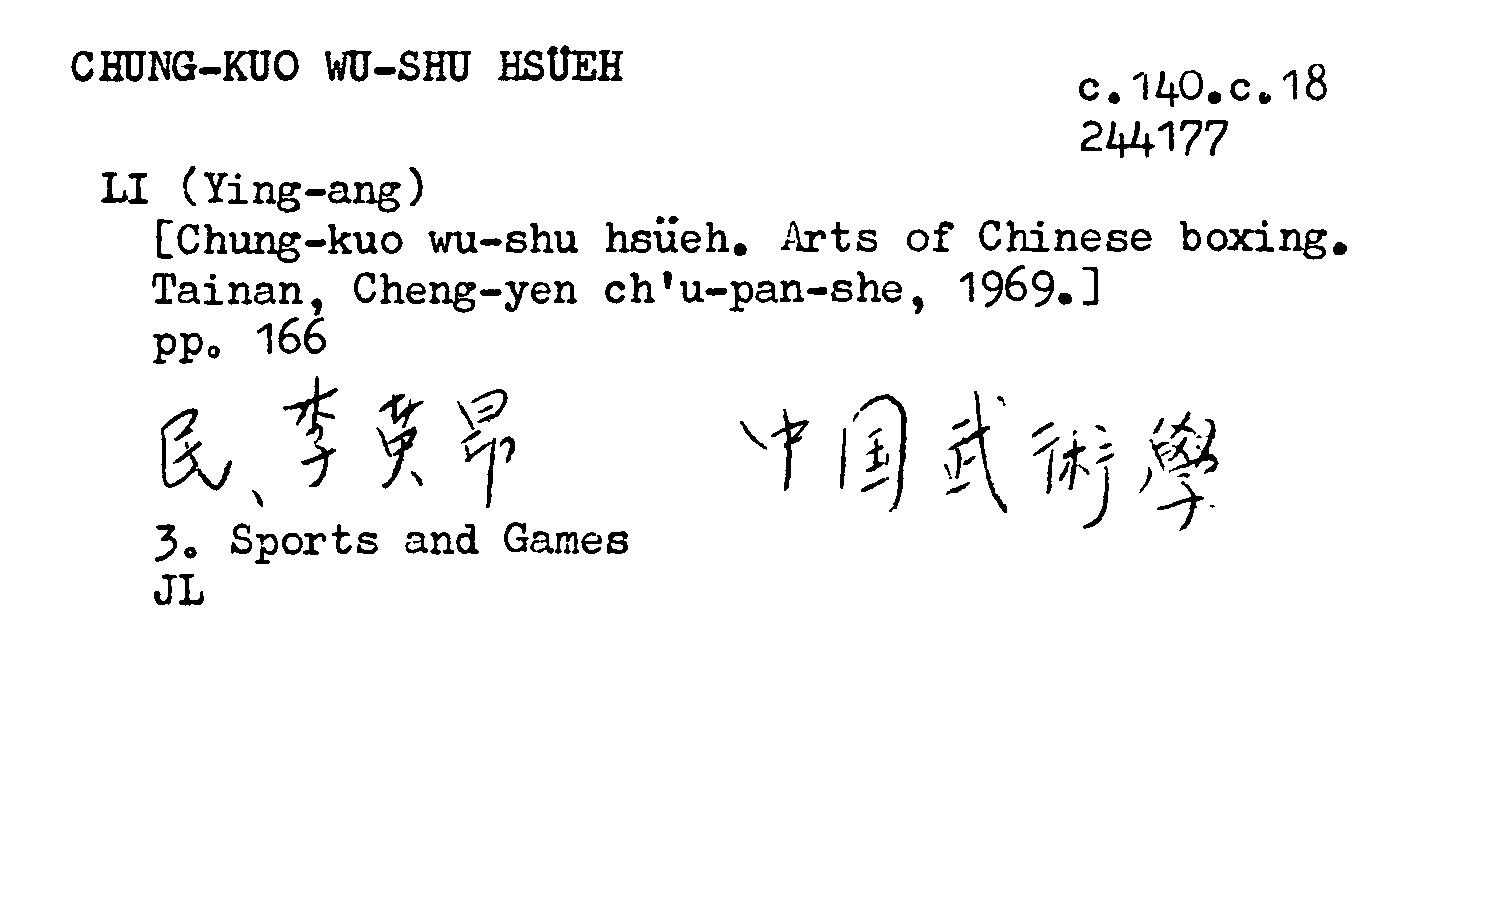 CHUNG-KUO WU-SHU HSÜEH
c.140.c.18
244177
LI (Ying-ang)
[Chung-kuo wu-shu hsüeh. Arts of Chinese boxing.
Tainan, Cheng-yen ch'u-pan-she, 1969.]
pp. 166
民、李英昂 中国武術學
3. Sports and Games
JL